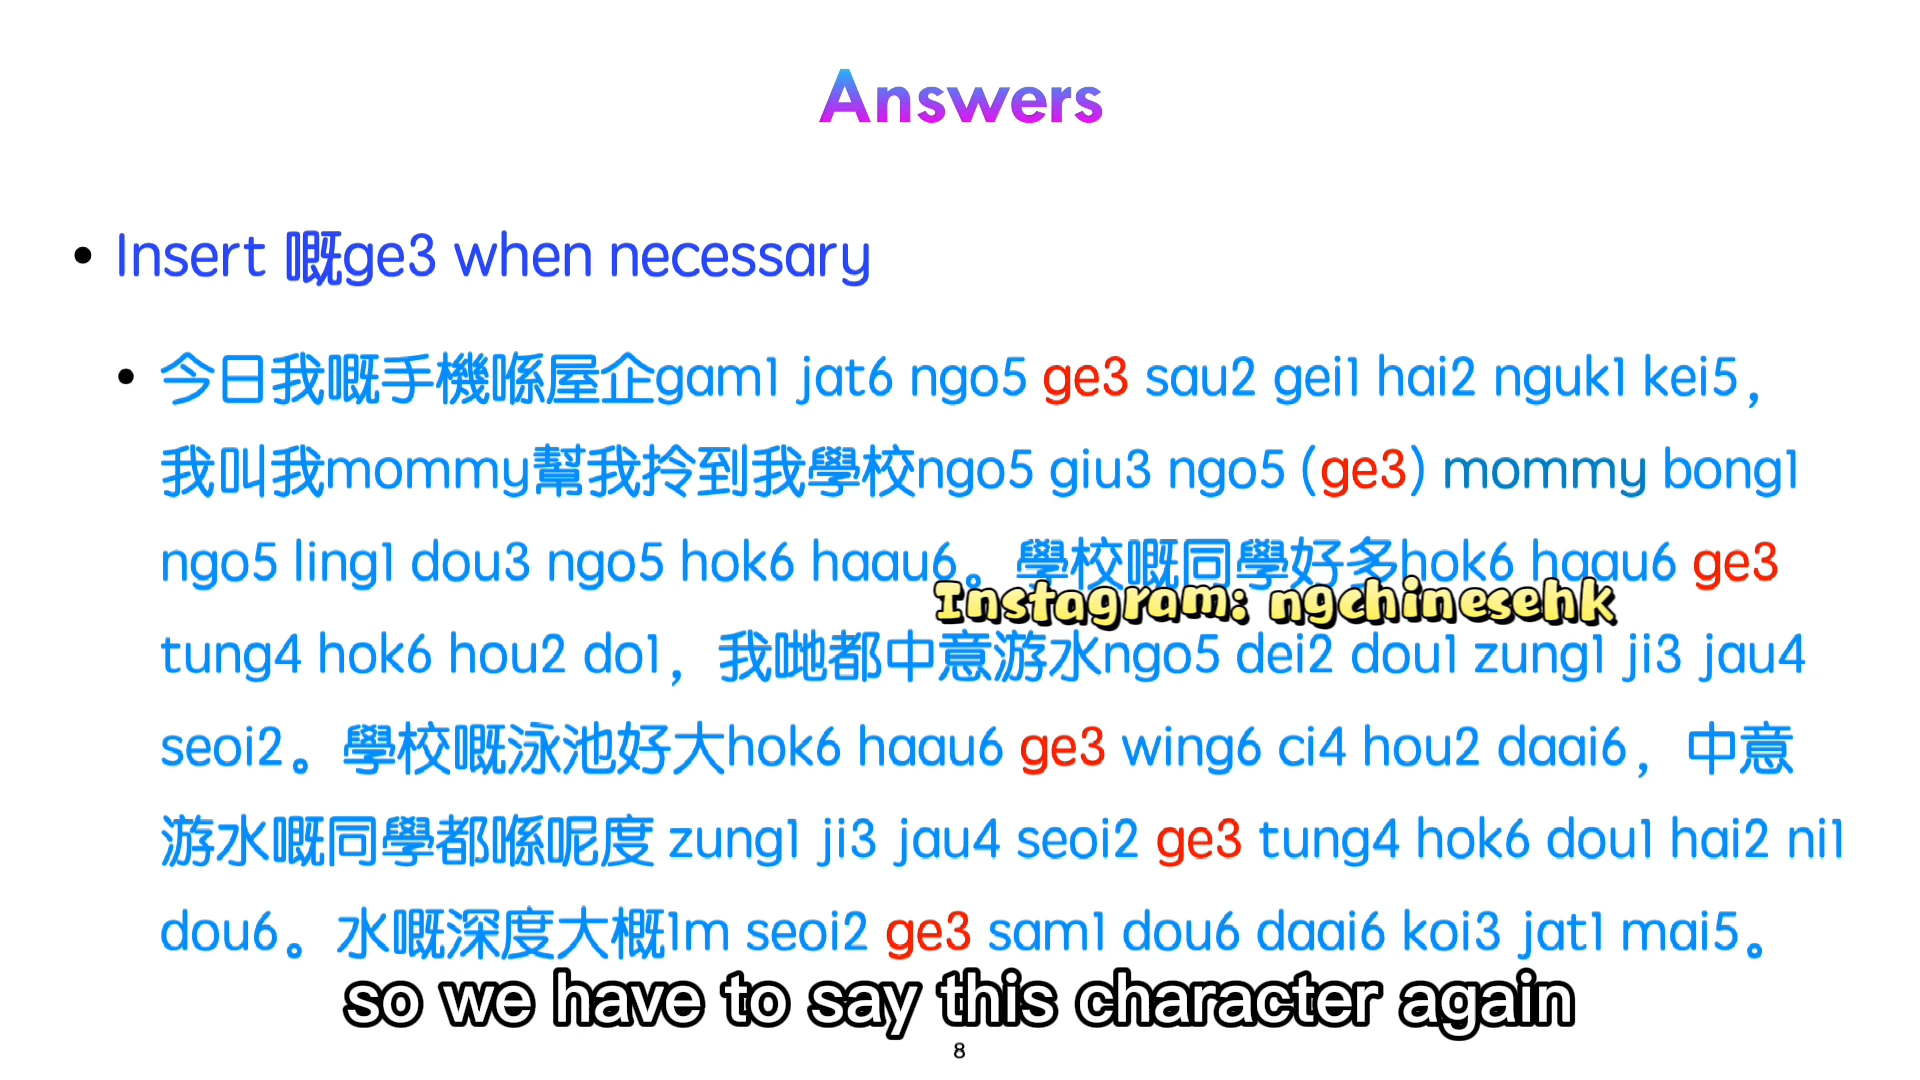 Answers
• Insert 嘅ge3 when necessary
• 今日我嘅手機喺屋企gam1 jat6 ngo5 ge3 sau2 gei1 hai2 nguk1 kei5，
我叫我mommy幫我拎到我學校ngo5 giu3 ngo5 (ge3) mommy bong1
ngo5 ling1 dou3 ngo5 hok6 haau6。學校嘅同學好多hok6 haau6 ge3
Instagram: ngchinesehk
tung4 hok6 hou2 do1，我哋都中意游水ngo5 dei2 dou1 zung1 ji3 jau4
seoi2。學校嘅泳池好大hok6 haau6 ge3 wing6 ci4 hou2 daai6，中意
游水嘅同學都喺呢度 zung1 ji3 jau4 seoi2 ge3 tung4 hok6 dou1 hai2 ni1
dou6。水嘅深度大概1m seoi2 ge3 sam1 dou6 daai6 koi3 jat1 mai5。
so we have to say this character again
8